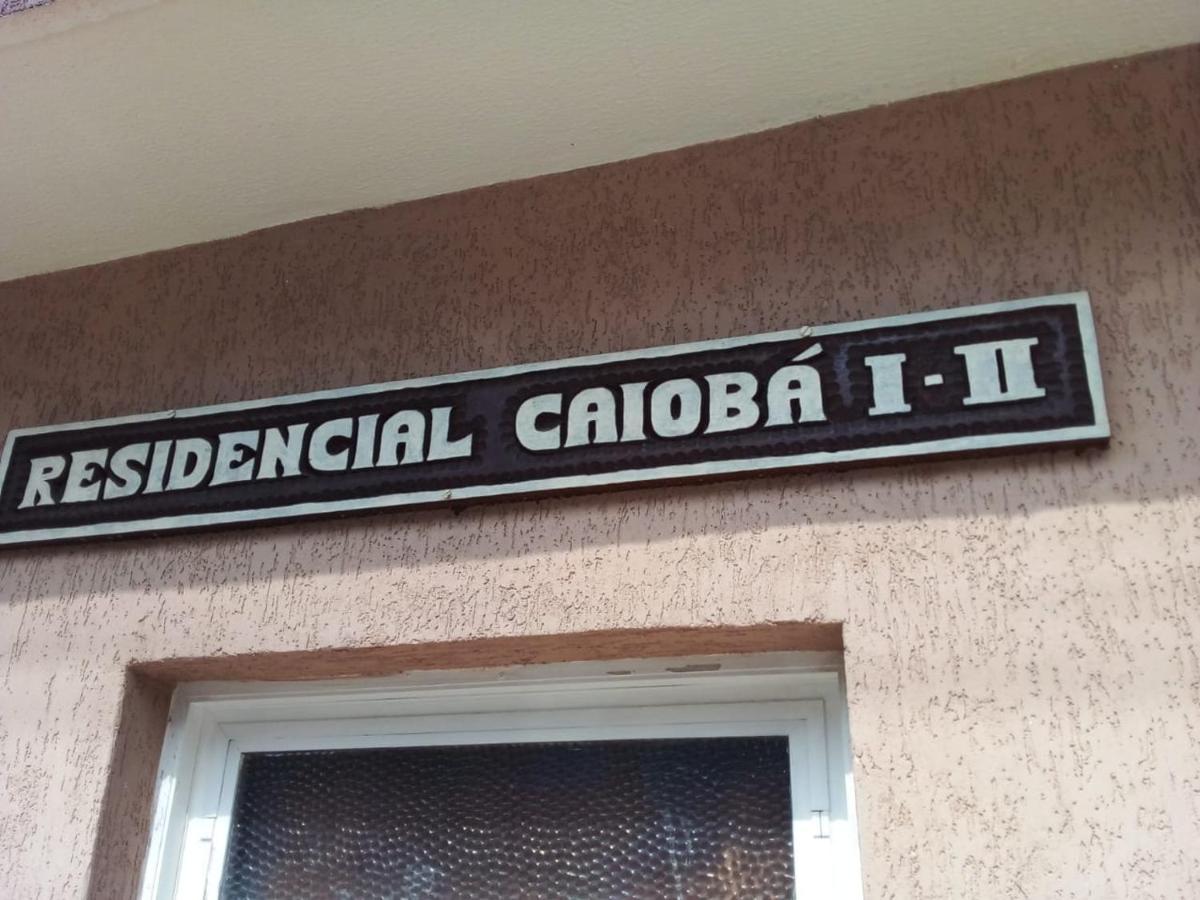 RESIDENCIAL CAIOBÁ I - II